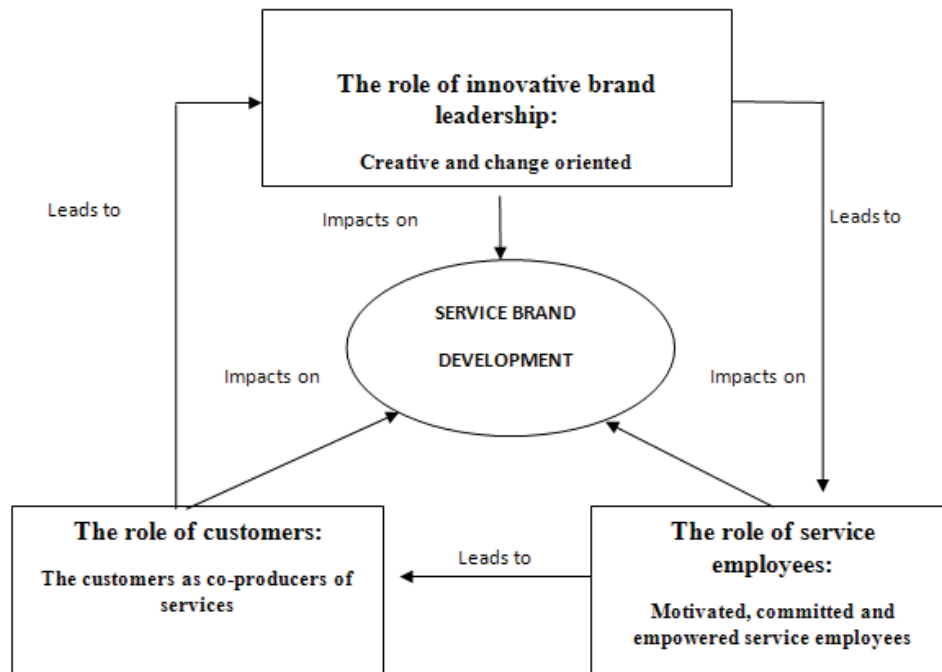 The role of innovative brand
leadership:
Creative and change oriented
Leads to
Impacts on
Leads to
SERVICE BRAND
DEVELOPMENT
Impacts on
Impacts on
The role of customers:
The customers as co-producers of
services
Leads to
The role of service
employees:
Motivated, committed and
empowered service employees